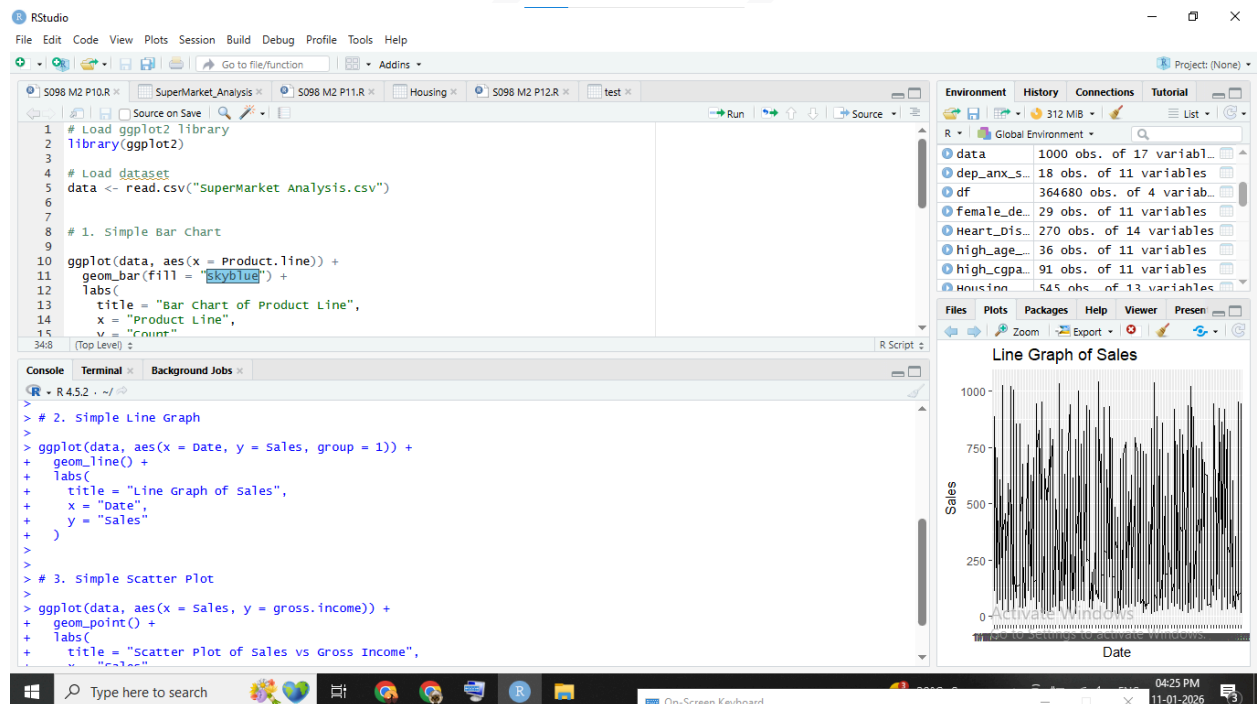 RStudio
File Edit Code View Plots Session Build Debug Profile Tools Help
Go to file/function
Addins
Project: (None)
S098 M2 P10.R
SuperMarket_Analysis
S098 M2 P11.R
Housing
S098 M2 P12.R
test
Source on Save
Run
Source
1 # Load ggplot2 library
2 library(ggplot2)
3
4 # Load dataset
5 data <- read.csv("SuperMarket Analysis.csv")
6
7
8 # 1. Simple Bar Chart
9
10 ggplot(data, aes(x = Product.line)) +
11 geom_bar(fill = "skyblue") +
12 labs(
13 title = "Bar Chart of Product Line",
14 x = "Product Line",
15 y = "Count"
34:8 (Top Level) R Script
Console Terminal Background Jobs
R R 4.5.2 · ~/
>
> # 2. Simple Line Graph
>
> ggplot(data, aes(x = Date, y = Sales, group = 1)) +
+ geom_line() +
+ labs(
+ title = "Line Graph of Sales",
+ x = "Date",
+ y = "Sales"
+ )
>
>
> # 3. Simple Scatter Plot
>
> ggplot(data, aes(x = Sales, y = gross.income)) +
+ geom_point() +
+ labs(
+ title = "Scatter Plot of Sales vs Gross Income",
+ x = "Sales"
Environment History Connections Tutorial
312 MiB List
R Global Environment
data 1000 obs. of 17 variabl…
dep_anx_s… 18 obs. of 11 variables
df 364680 obs. of 4 variab…
female_de… 29 obs. of 11 variables
Heart_Dis… 270 obs. of 14 variables
high_age_… 36 obs. of 11 variables
high_cgpa… 91 obs. of 11 variables
Housing 545 obs. of 13 variables
Files Plots Packages Help Viewer Presen
Zoom Export
Line Graph of Sales
1000
750
500
250
0
Sales
Date
Activate Windows
Go to Settings to activate Windows.
Type here to search
R
ENG
04:25 PM
11-01-2026
3
On-Screen Keyboard